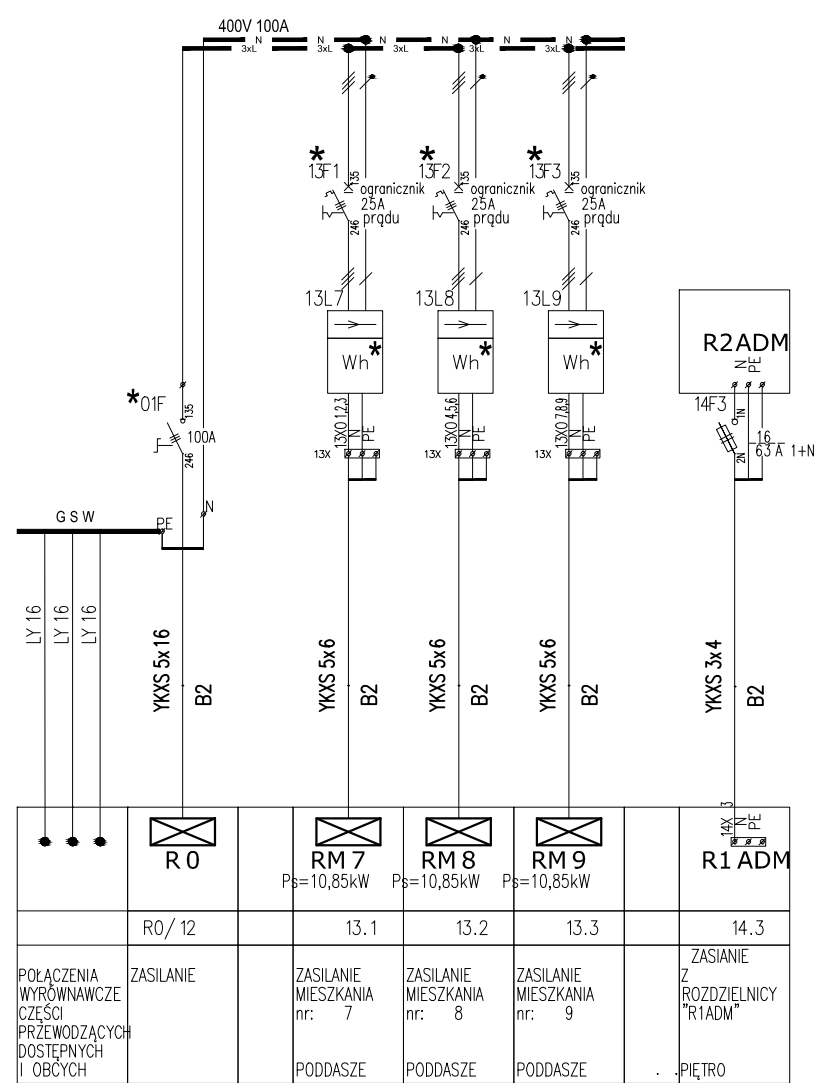 400V 100A
N N N N N
3xL 3xL 3xL 3xL 3xL 3xL
* * *
13F1 13F2 13F3
135 135 135
ogranicznik ogranicznik ogranicznik
25A 25A 25A
prądu prądu prądu
246 246 246
13L7 13L8 13L9
R2ADM
Wh* Wh* Wh*
N
PE
*01F
135
100A
246
13X0 1,2,3
N
PE
13X0 4,5,6
N
PE
13X0 7,8,9
N
PE
13X 13X 13X
14F3
1N
2N
16
63A 1+N
N
G S W
PE
LY 16 LY 16 LY 16
YKXS 5x16 B2
YKXS 5x6 B2
YKXS 5x6 B2
YKXS 5x6 B2
YKXS 3x4 B2
14X 3
N
PE
R 0 RM 7 RM 8 RM 9 R1 ADM
Ps=10,85kW Ps=10,85kW Ps=10,85kW
R0/ 12 13.1 13.2 13.3 14.3
POŁĄCZENIA
WYRÓWNAWCZE
CZĘŚCI
PRZEWODZĄCYCH
DOSTĘPNYCH
I OBCYCH
ZASILANIE
ZASILANIE
MIESZKANIA
nr: 7
PODDASZE
ZASILANIE
MIESZKANIA
nr: 8
PODDASZE
ZASILANIE
MIESZKANIA
nr: 9
PODDASZE
ZASIANIE
Z
ROZDZIELNICY
"R1ADM"
. .PIĘTRO